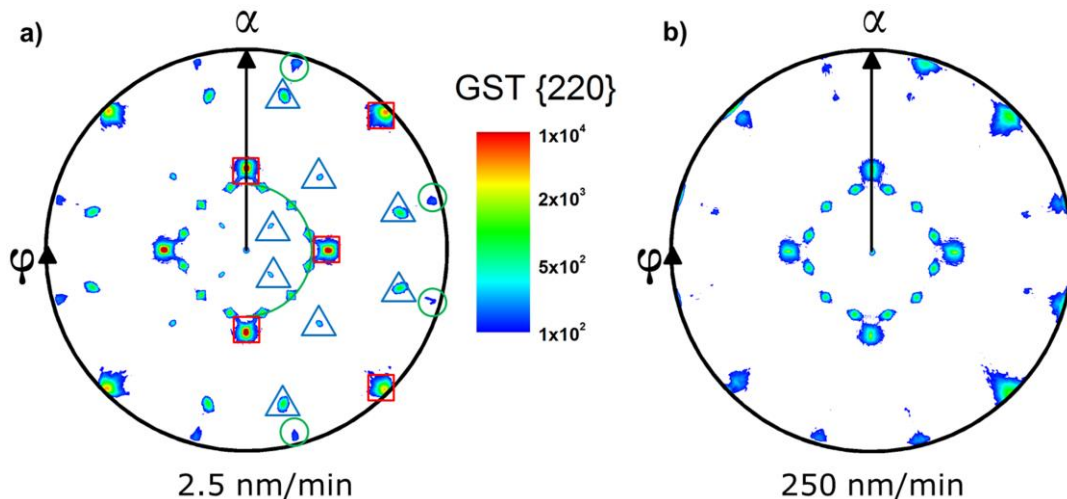 a)
α
φ
2.5 nm/min
GST {220}
1x10⁴
2x10³
5x10²
1x10²
b)
α
φ
250 nm/min